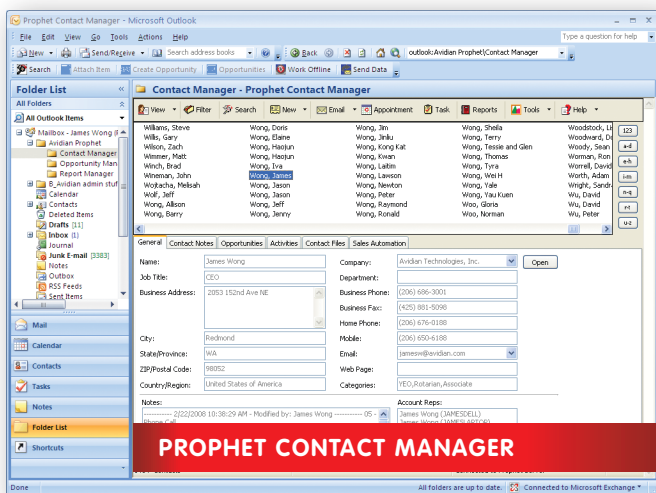 Prophet Contact Manager - Microsoft Outlook
File Edit View Go Tools Actions Help Type a question for help
New Send/Receive Search address books Back outlook:Avidian Prophet\Contact Manager
Search Attach Item Create Opportunity Opportunities Work Offline Send Data
Folder List «
All Folders
All Outlook Items
Mailbox - James Wong
Avidian Prophet
Contact Manager
Opportunity Man
Report Manager
B_Avidian admin stuf
Calendar
Contacts
Deleted Items
Drafts [11]
Inbox (1)
Journal
Junk E-mail [3383]
Notes
Outbox
RSS Feeds
Sent Items
Mail
Calendar
Contacts
Tasks
Notes
Folder List
Shortcuts
Contact Manager - Prophet Contact Manager
View Filter Search New Email Appointment Task Reports Tools Help
Williams, Steve Wong, Doris Wong, Jim Wong, Sheila Woodstock, Li
Willis, Gary Wong, Elaine Wong, Jinliu Wong, Terry Woodward, D
Wilson, Zach Wong, Haojun Wong, Kong Kat Wong, Tessie and Glen Woody, Sean
Wimmer, Matt Wong, Haojun Wong, Kwan Wong, Thomas Worman, Ron
Winch, Brian Wong, Iva Wong, Laitim Wong, Tyra Worrell, David
Wineman, John Wong, James Wong, Lawson Wong, Wei H Worth, Adam
Wojtacha, Melisah Wong, Jason Wong, Newton Wong, Yale Wright, Sandr
Wolf, Jeff Wong, Jason Wong, Peter Wong, Yau Kuen Wu, David
Wong, Allison Wong, Jeff Wong, Raymond Woo, Gloria Wu, David
Wong, Barry Wong, Jenny Wong, Ronald Woo, Norman Wu, Peter
123
a-d
e-h
i-m
n-q
r-t
u-z
General Contact Notes Opportunities Activities Contact Files Sales Automation
Name: James Wong Company: Avidian Technologies, Inc. Open
Job Title: CEO Department:
Business Address: 2053 152nd Ave NE Business Phone: (206) 686-3001
Business Fax: (425) 881-5098
Home Phone: (206) 676-0188
City: Redmond Mobile: (206) 650-6188
State/Province: WA Email: jamesw@avidian.com
ZIP/Postal Code: 98052 Web Page:
Country/Region: United States of America Categories: YEO,Rotarian,Associate
Notes: Account Reps:
----------- 2/22/2008 10:38:29 AM - Modified by: James Wong ----------- 05 - James Wong (JAMESDELL)
PROPHET CONTACT MANAGER
Done All folders are up to date. Connected to Microsoft Exchange